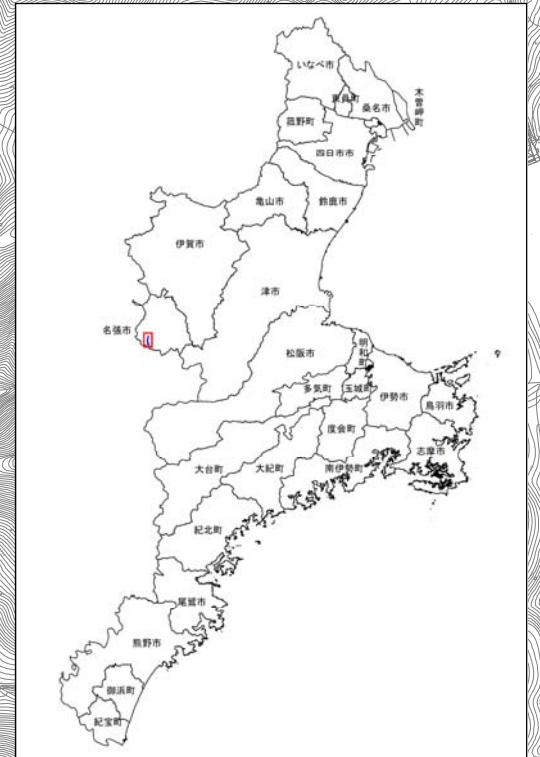 いなべ市
東員町
桑名市
木曽岬町
菰野町
四日市市
亀山市
鈴鹿市
伊賀市
津市
名張市
松阪市
明和町
多気町
玉城町
伊勢市
鳥羽市
度会町
志摩市
大台町
大紀町
南伊勢町
紀北町
尾鷲市
熊野市
御浜町
紀宝町